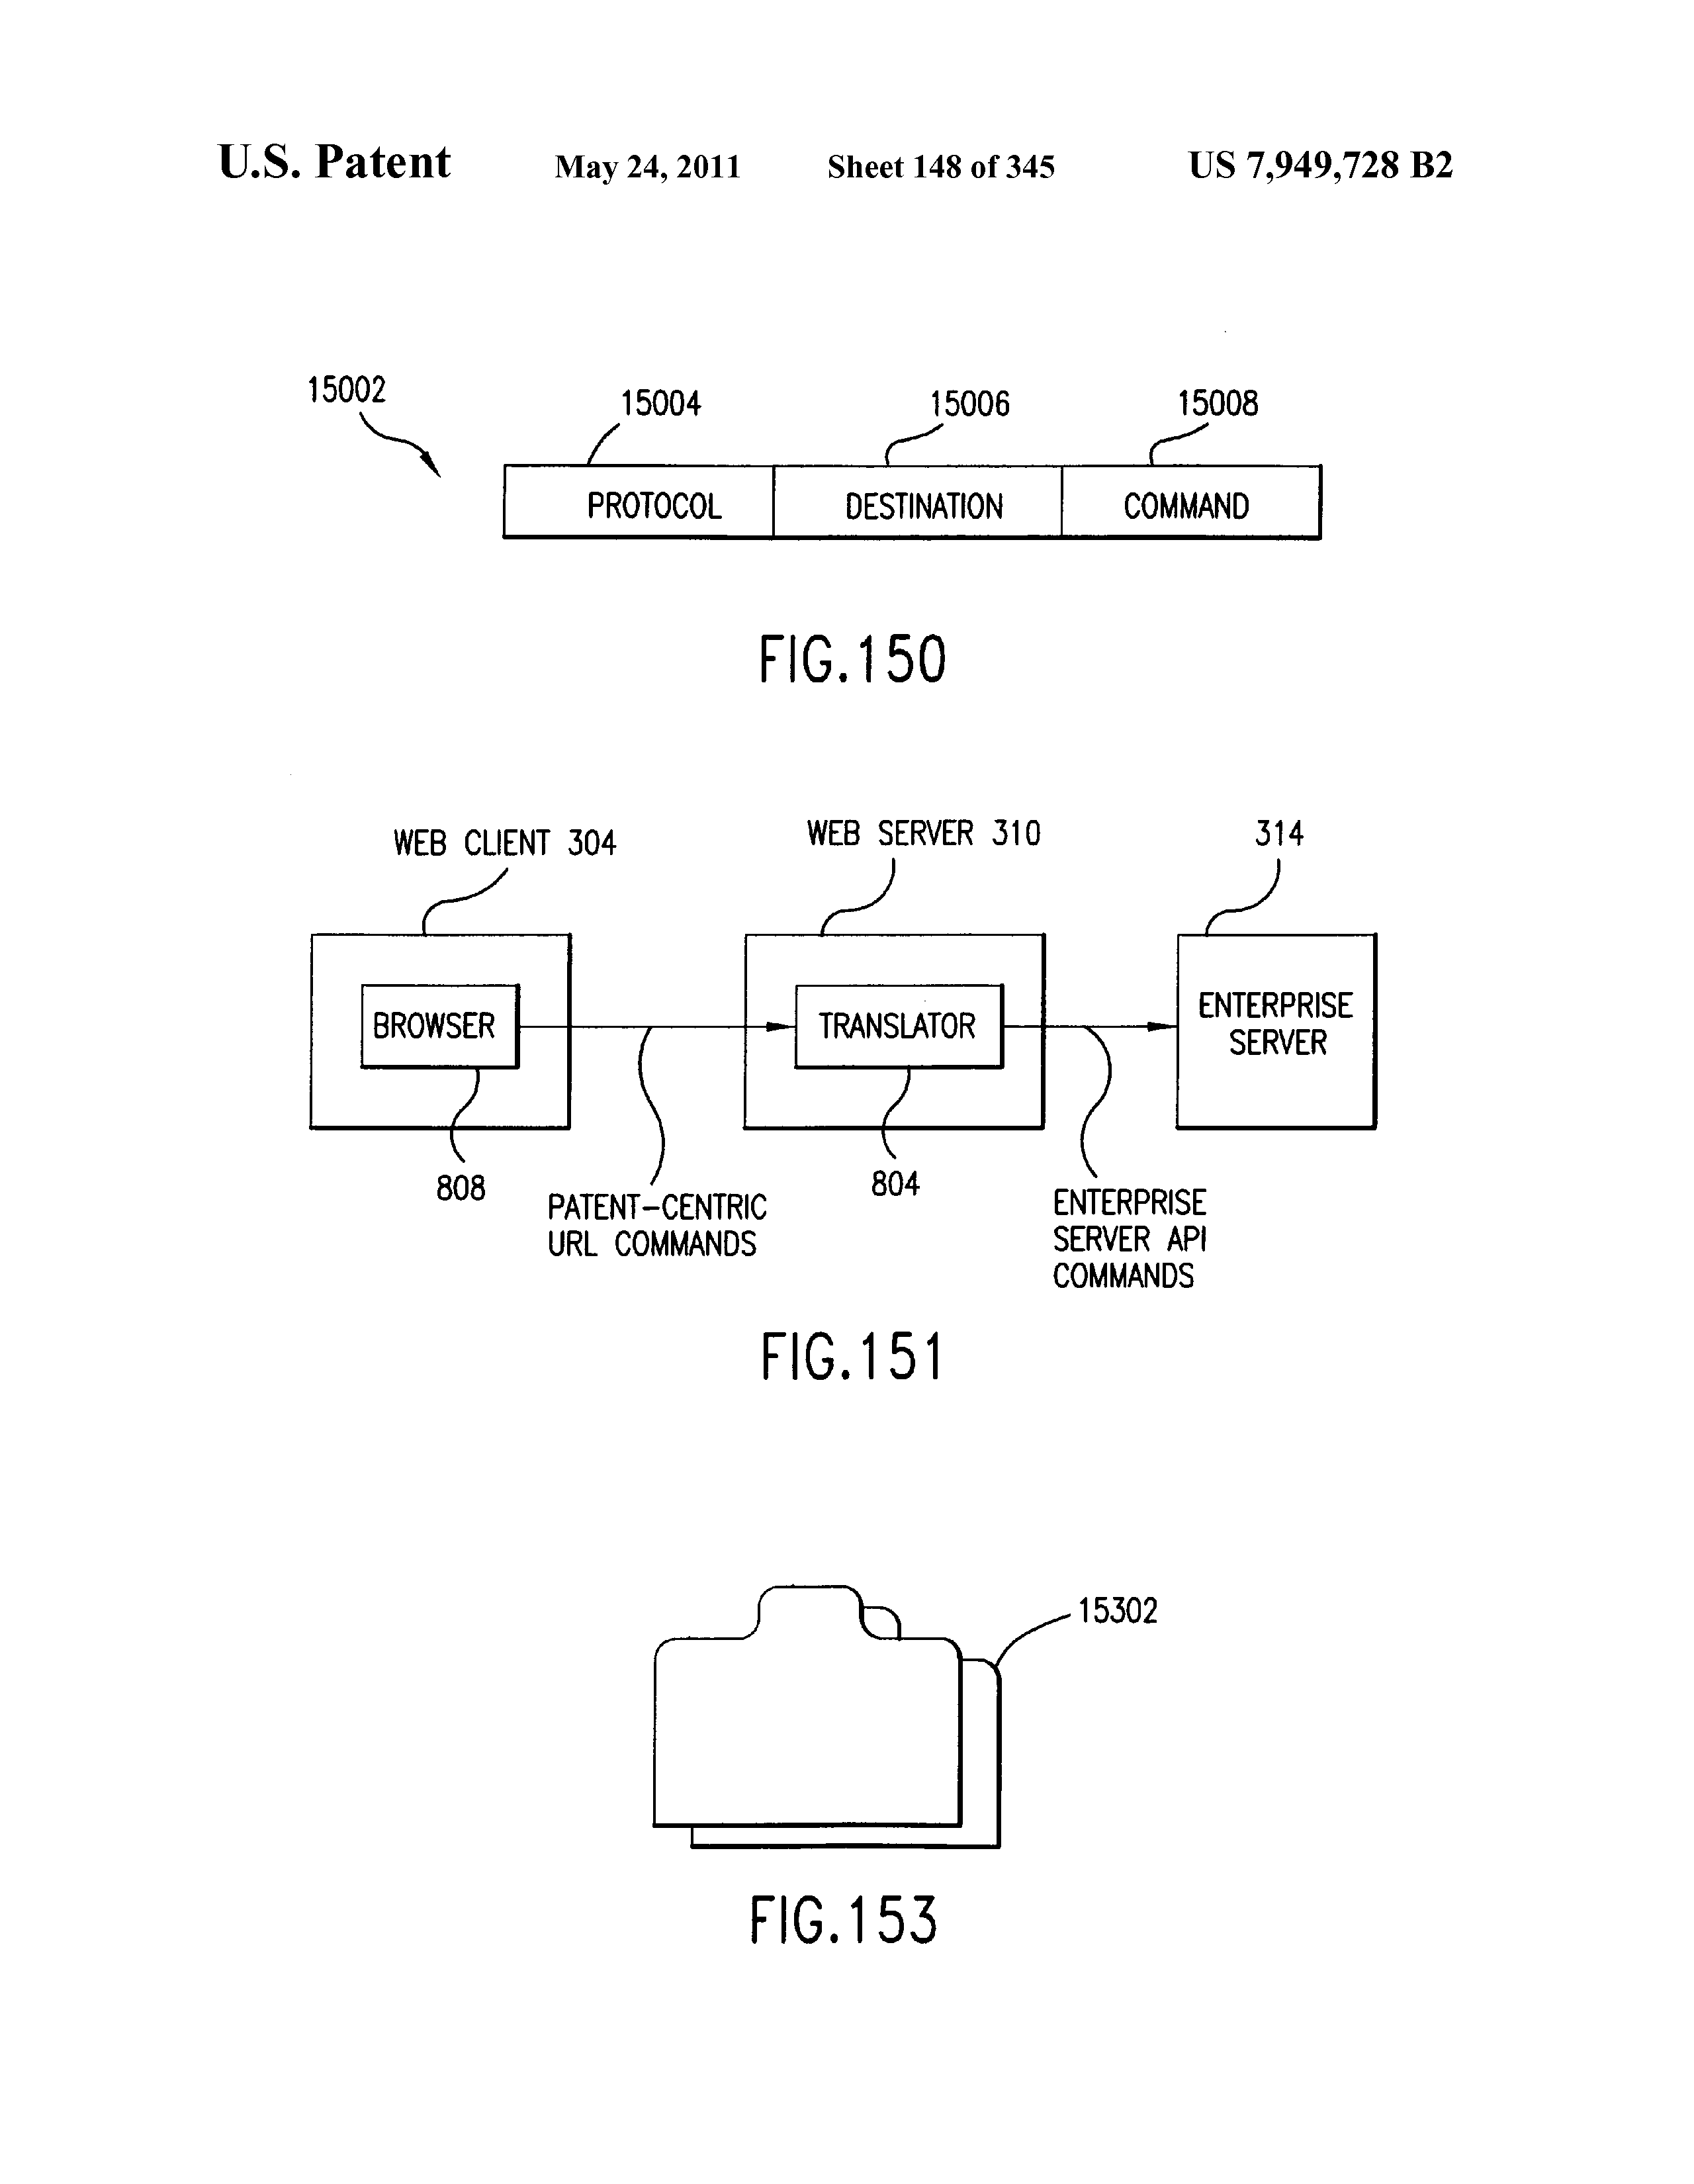 U.S. Patent May 24, 2011 Sheet 148 of 345 US 7,949,728 B2
15002
15004
15006
15008
PROTOCOL
DESTINATION
COMMAND
FIG.150
WEB CLIENT 304
WEB SERVER 310
314
BROWSER
TRANSLATOR
ENTERPRISE
SERVER
808
804
PATENT-CENTRIC
URL COMMANDS
ENTERPRISE
SERVER API
COMMANDS
FIG.151
15302
FIG.153